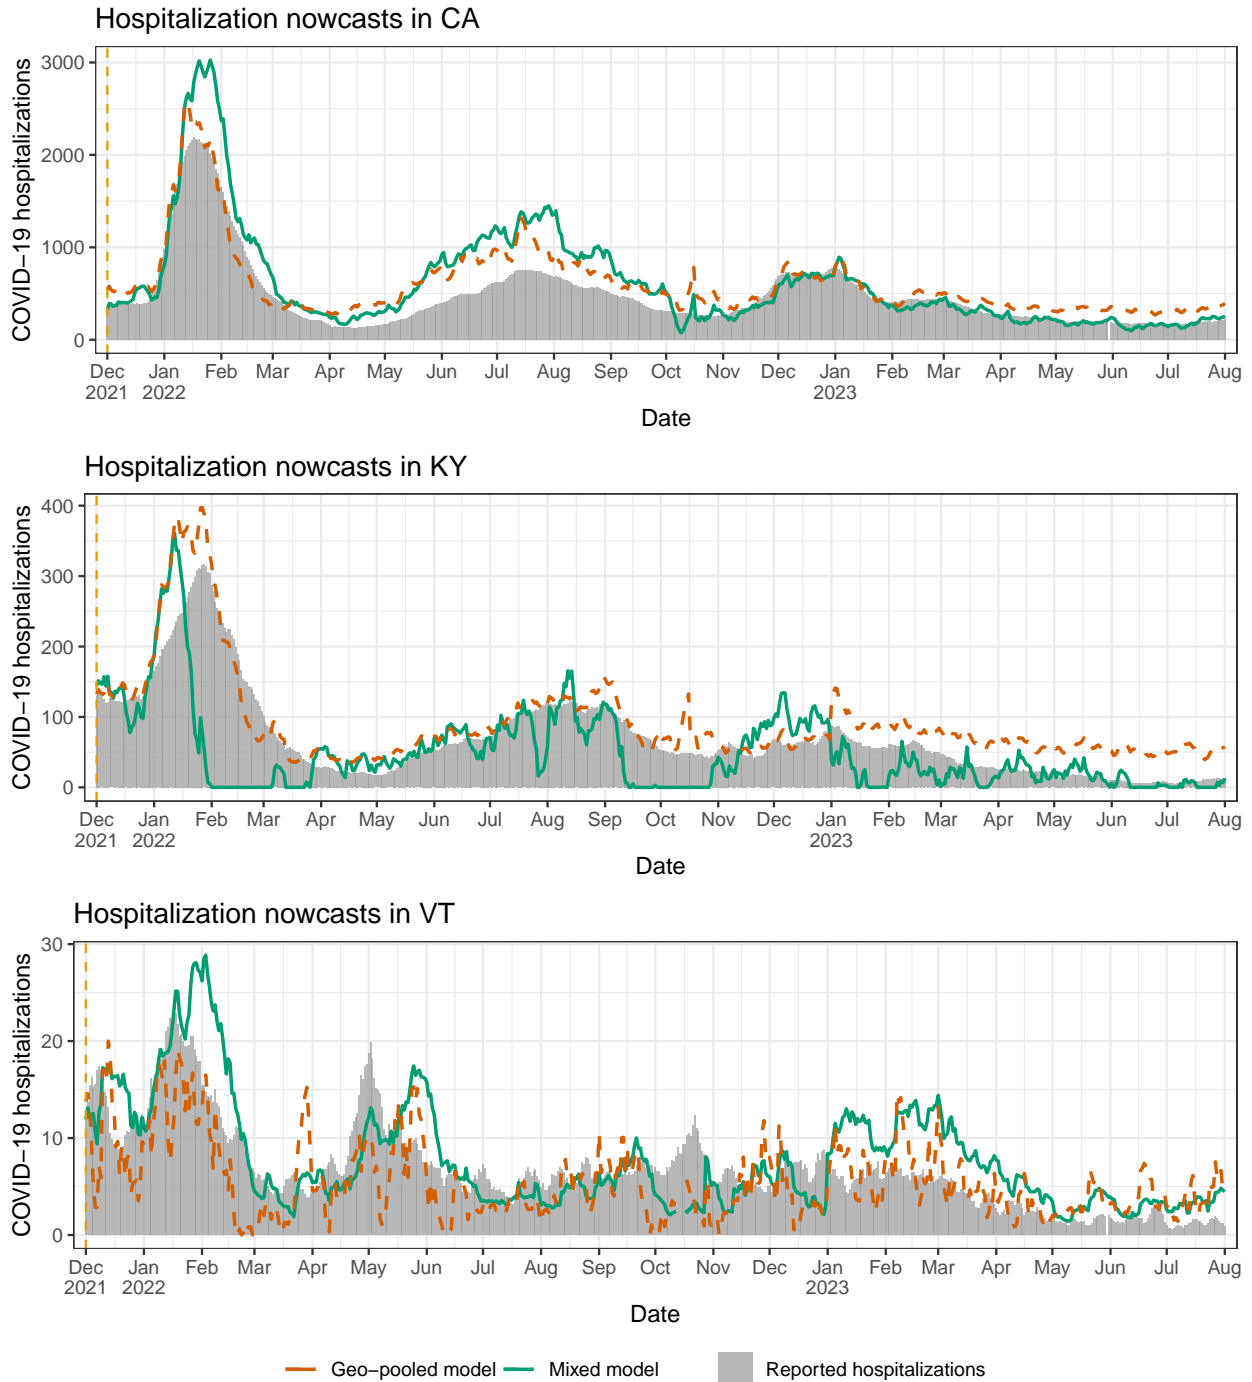 Hospitalization nowcasts in CA
COVID−19 hospitalizations
3000
2000
1000
0
Dec Jan Feb Mar Apr May Jun Jul Aug Sep Oct Nov Dec Jan Feb Mar Apr May Jun Jul Aug
2021 2022 2023
Date
Hospitalization nowcasts in KY
COVID−19 hospitalizations
400
300
200
100
0
Dec Jan Feb Mar Apr May Jun Jul Aug Sep Oct Nov Dec Jan Feb Mar Apr May Jun Jul Aug
2021 2022 2023
Date
Hospitalization nowcasts in VT
COVID−19 hospitalizations
30
20
10
0
Dec Jan Feb Mar Apr May Jun Jul Aug Sep Oct Nov Dec Jan Feb Mar Apr May Jun Jul Aug
2021 2022 2023
Date
Geo−pooled model Mixed model Reported hospitalizations